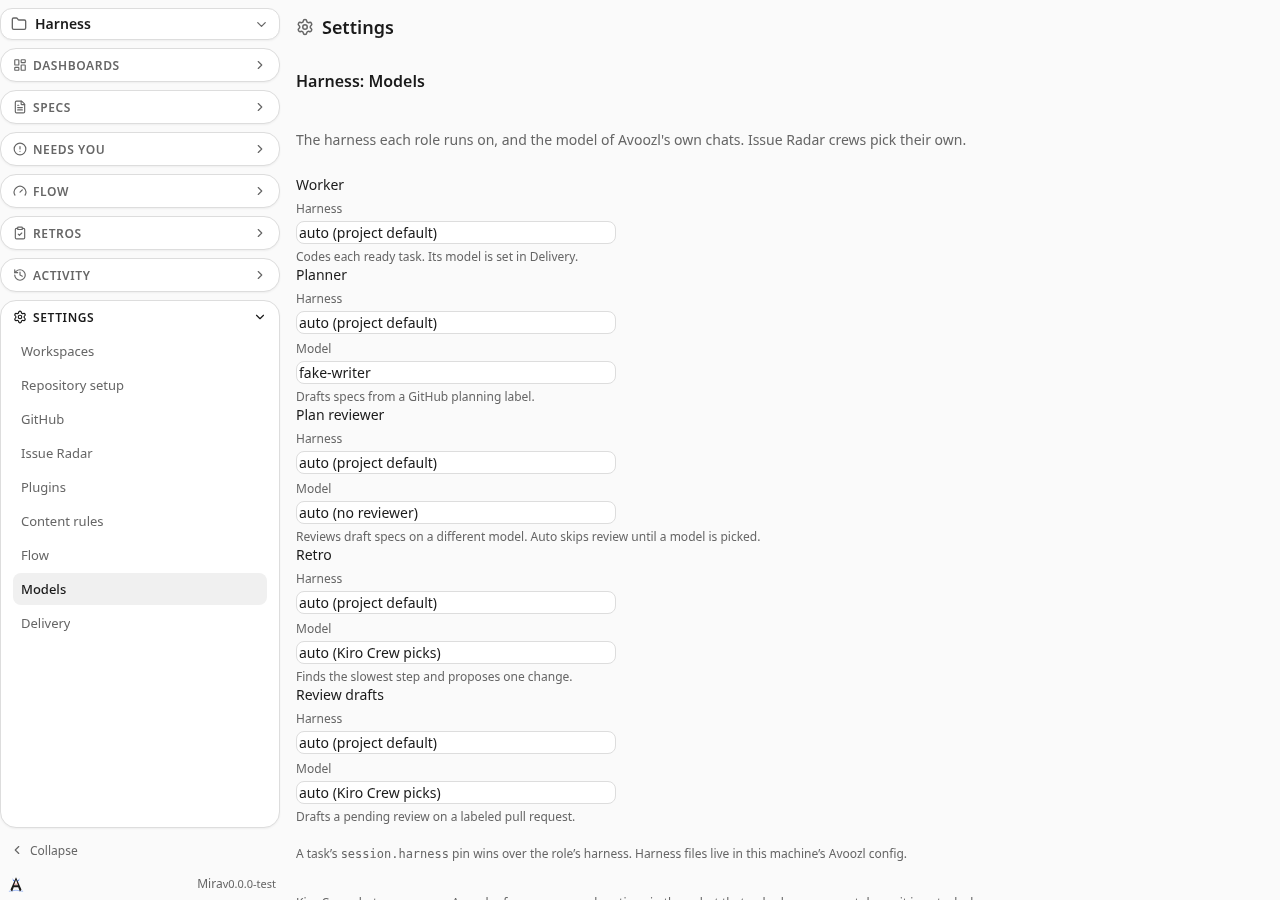 Harness
DASHBOARDS
SPECS
NEEDS YOU
FLOW
RETROS
ACTIVITY
SETTINGS
Workspaces
Repository setup
GitHub
Issue Radar
Plugins
Content rules
Flow
Models
Delivery
Collapse
Mirav0.0.0-test
Settings
Harness: Models
The harness each role runs on, and the model of Avoozl's own chats. Issue Radar crews pick their own.
Worker
Harness
auto (project default)
Codes each ready task. Its model is set in Delivery.
Planner
Harness
auto (project default)
Model
fake-writer
Drafts specs from a GitHub planning label.
Plan reviewer
Harness
auto (project default)
Model
auto (no reviewer)
Reviews draft specs on a different model. Auto skips review until a model is picked.
Retro
Harness
auto (project default)
Model
auto (Kiro Crew picks)
Finds the slowest step and proposes one change.
Review drafts
Harness
auto (project default)
Model
auto (Kiro Crew picks)
Drafts a pending review on a labeled pull request.
A task’s session.harness pin wins over the role’s harness. Harness files live in this machine’s Avoozl config.